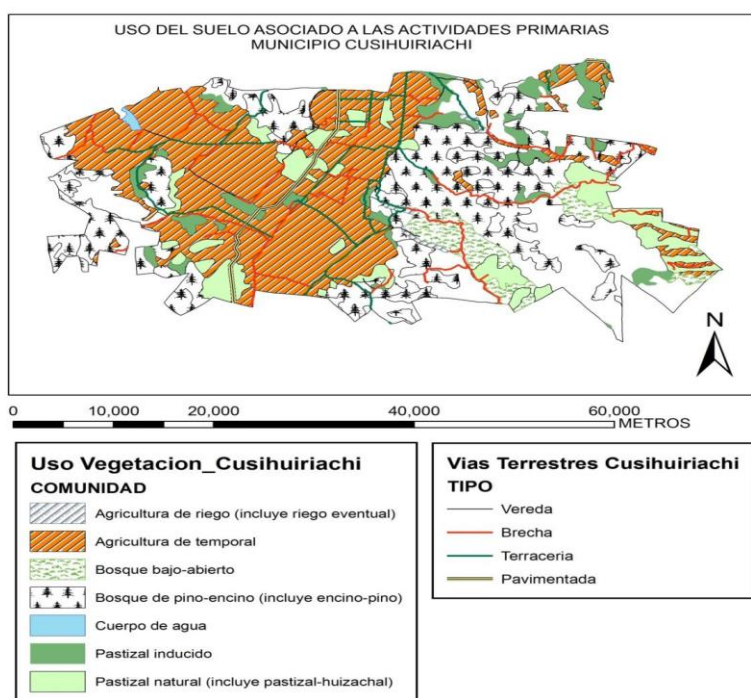 USO DEL SUELO ASOCIADO A LAS ACTIVIDADES PRIMARIAS
MUNICIPIO CUSIHUIRIACHI
N
0 10,000 20,000 40,000 60,000
METROS
Uso Vegetacion_Cusihuiriachi
COMUNIDAD
Agricultura de riego (incluye riego eventual)
Agricultura de temporal
Bosque bajo-abierto
Bosque de pino-encino (incluye encino-pino)
Cuerpo de agua
Pastizal inducido
Pastizal natural (incluye pastizal-huizachal)
Vias Terrestres Cusihuiriachi
TIPO
Vereda
Brecha
Terraceria
Pavimentada